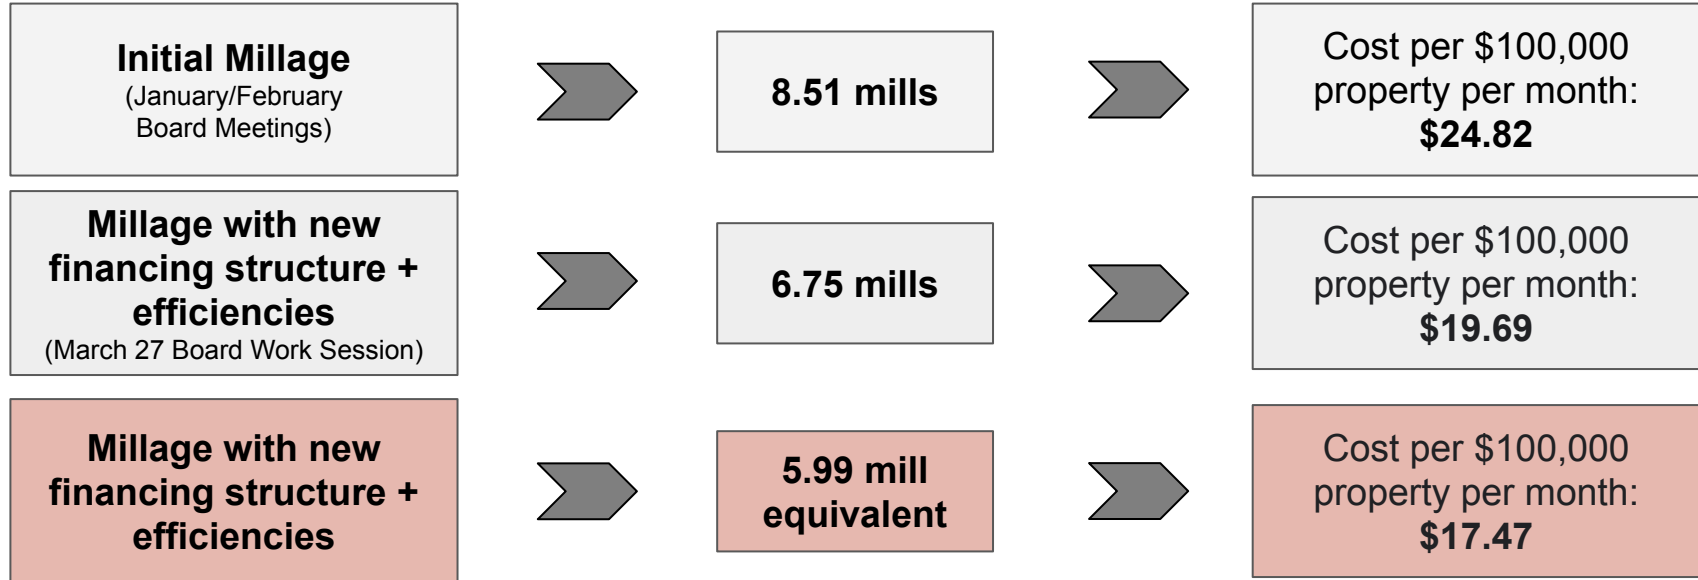 Initial Millage
(January/February
Board Meetings)
8.51 mills
Cost per $100,000
property per month:
$24.82
Millage with new
financing structure +
efficiencies
(March 27 Board Work Session)
6.75 mills
Cost per $100,000
property per month:
$19.69
Millage with new
financing structure +
efficiencies
5.99 mill
equivalent
Cost per $100,000
property per month:
$17.47